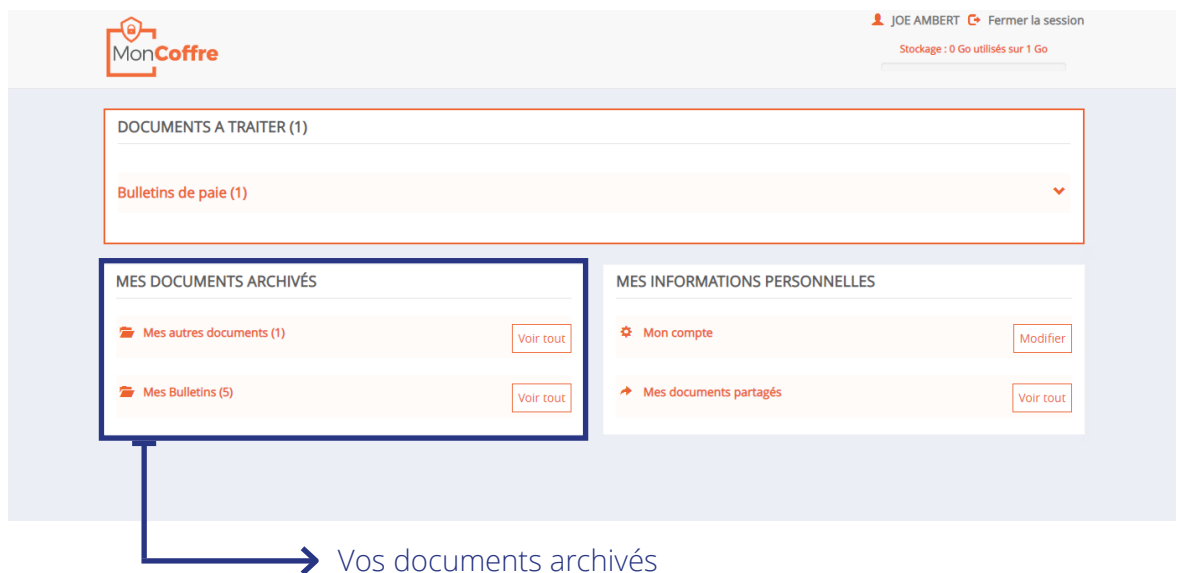 JOE AMBERT Fermer la session
MonCoffre
Stockage : 0 Go utilisés sur 1 Go
DOCUMENTS A TRAITER (1)
Bulletins de paie (1)
MES DOCUMENTS ARCHIVÉS
Mes autres documents (1)
Voir tout
Mes Bulletins (5)
Voir tout
MES INFORMATIONS PERSONNELLES
Mon compte
Modifier
Mes documents partagés
Voir tout
Vos documents archivés